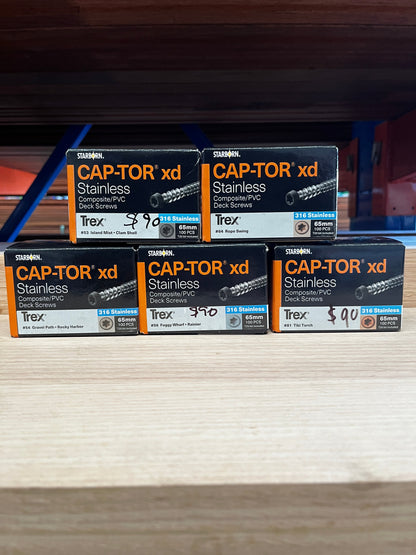 STARBORN.
CAP-TOR® xd
Stainless
Composite/PVC
Deck Screws
316 Stainless
Trex® $90
65mm
100 PCS
#53 Island Mist • Clam Shell
STARBORN.
CAP-TOR® xd
Stainless
Composite/PVC
Deck Screws
316 Stainless
Trex®
65mm
100 PCS
#64 Rope Swing
STARBORN.
CAP-TOR® xd
Stainless
Composite/PVC
Deck Screws
316 Stainless
Trex®
65mm
100 PCS
#54 Gravel Path • Rocky Harbor
STARBORN.
CAP-TOR® xd
Stainless
Composite/PVC
Deck Screws
316 Stainless
Trex® $90
65mm
100 PCS
Foggy Wharf • Rainier
STARBORN.
CAP-TOR® xd
Stainless
Composite/PVC
Deck Screws
316 Stainless
Trex® $90
65mm
100 PCS
#81 Tiki Torch